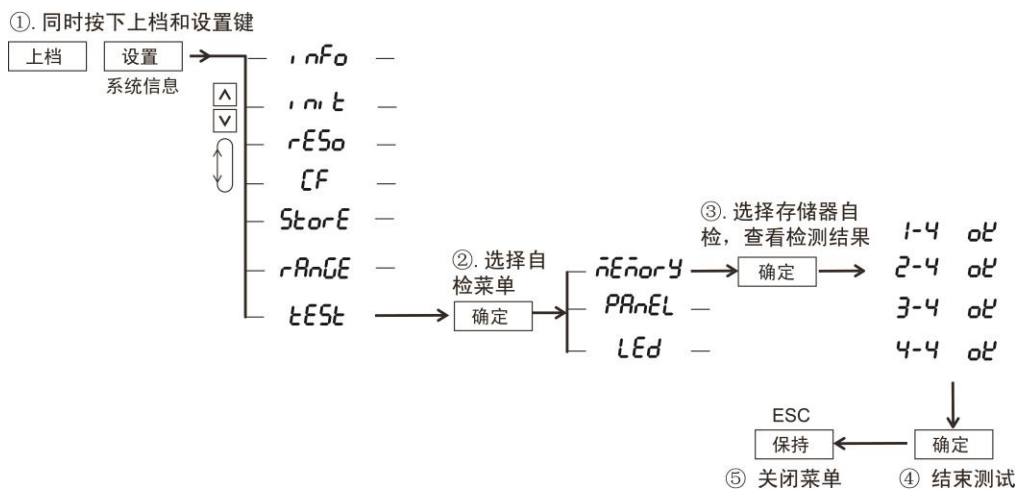 ①. 同时按下上档和设置键
上档
设置
系统信息
inFo
init
rESo
CF
StorE
rAnGE
tESt
②. 选择自
检菜单
确定
mEmorY
PAnEL
LEd
③. 选择存储器自
检，查看检测结果
确定
1-4 oK
2-4 oK
3-4 oK
4-4 oK
ESC
保持
确定
⑤ 关闭菜单
④ 结束测试